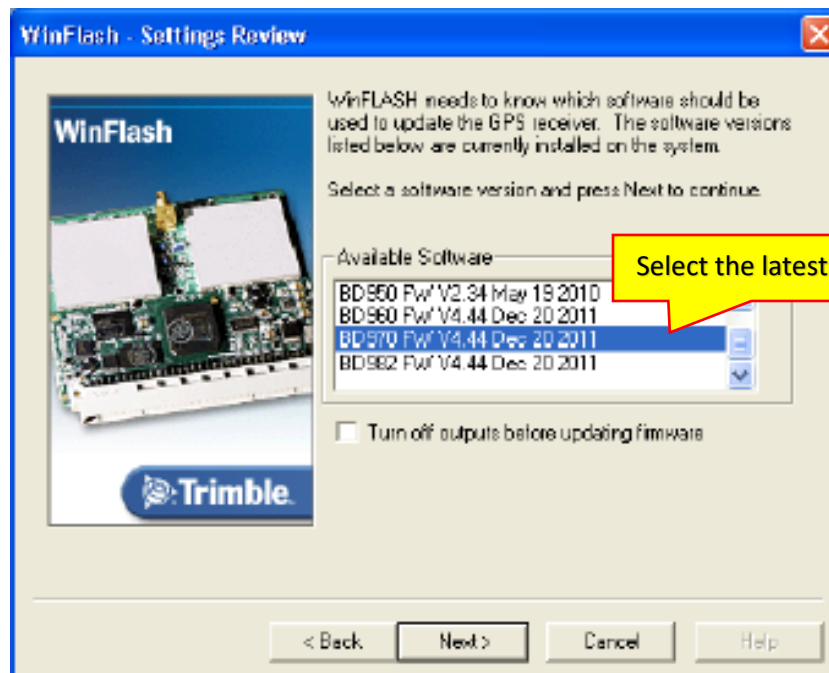 WinFlash - Settings Review
WinFlash
WinFLASH needs to know which software should be
used to update the GPS receiver. The software versions
listed below are currently installed on the system.
Select a software version and press Next to continue.
Available Software
Select the latest
BD950 FW V2.34 May 19 2010
BD960 FW V4.44 Dec 20 2011
BD970 FW V4.44 Dec 20 2011
BD982 FW V4.44 Dec 20 2011
Turn off outputs before updating firmware
Trimble.
< Back
Next >
Cancel
Help